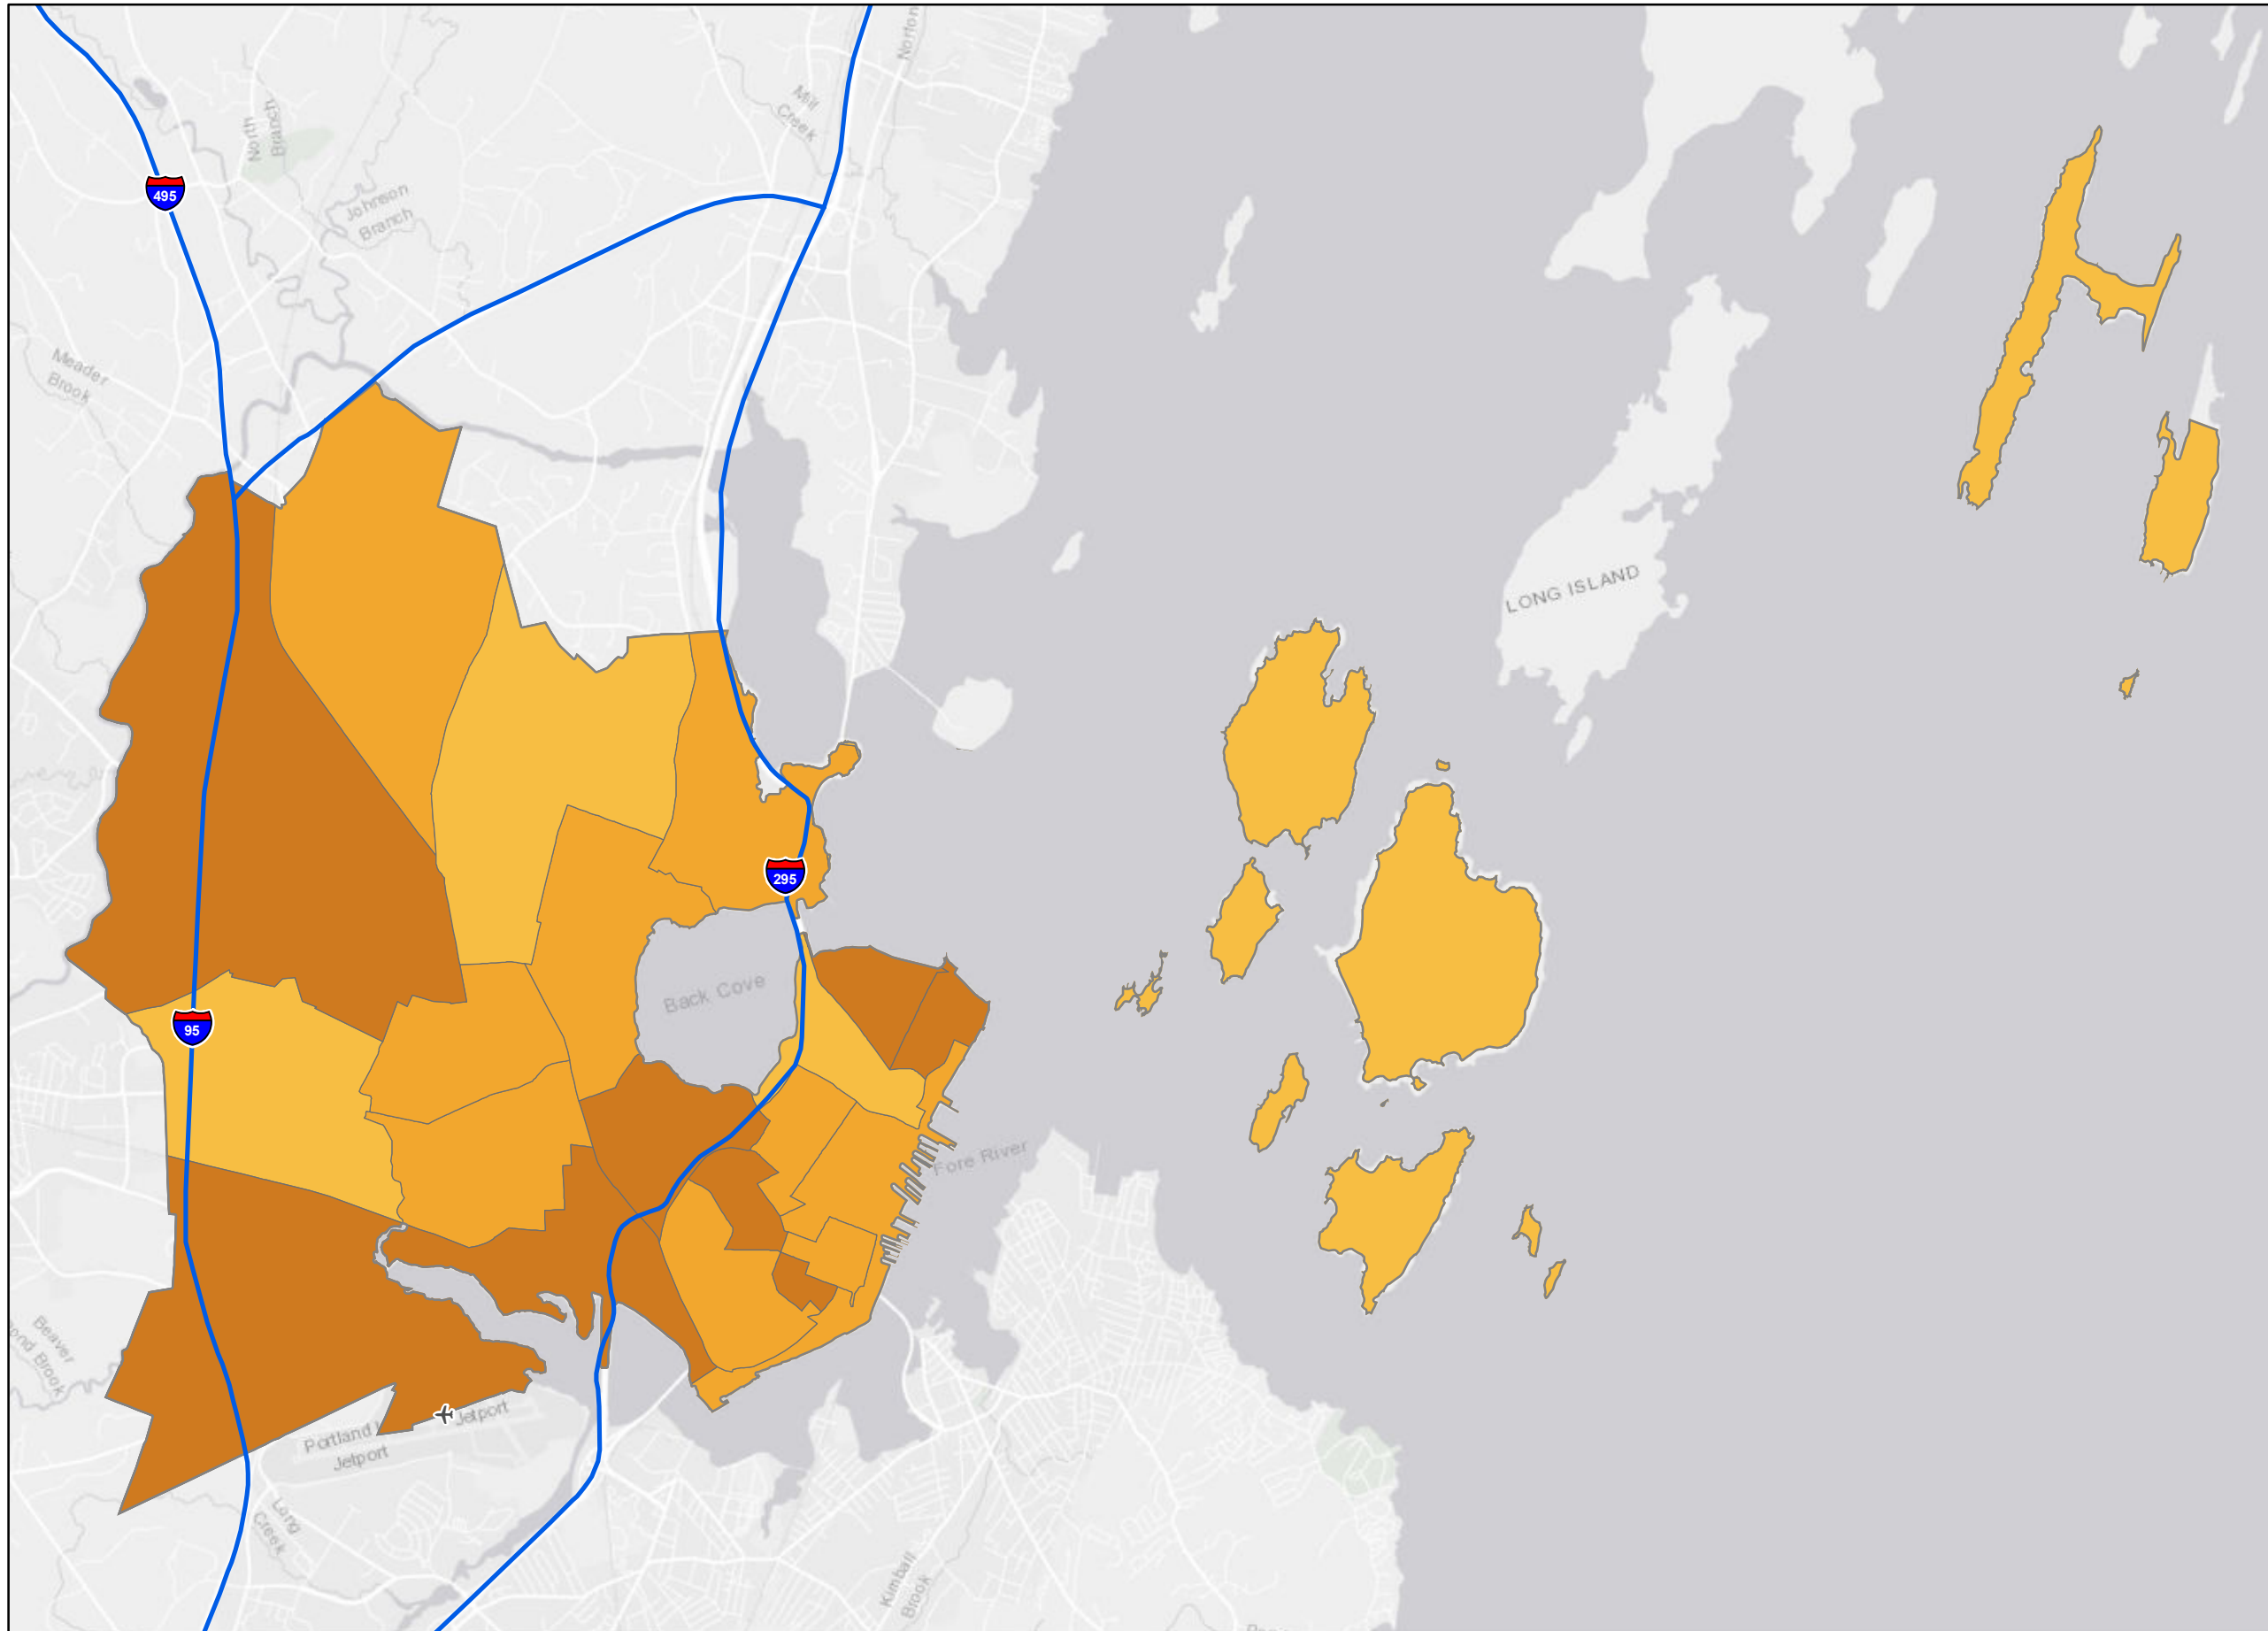 Norton
Mill
Creek
North
Branch
495
Johnson
Branch
Meader
Brook
LONG ISLAND
295
Back Cove
95
Fore River
Beaver
ond Brook
Jetport
Portland I
Jetport
Long
Creek
Kimball
Brook